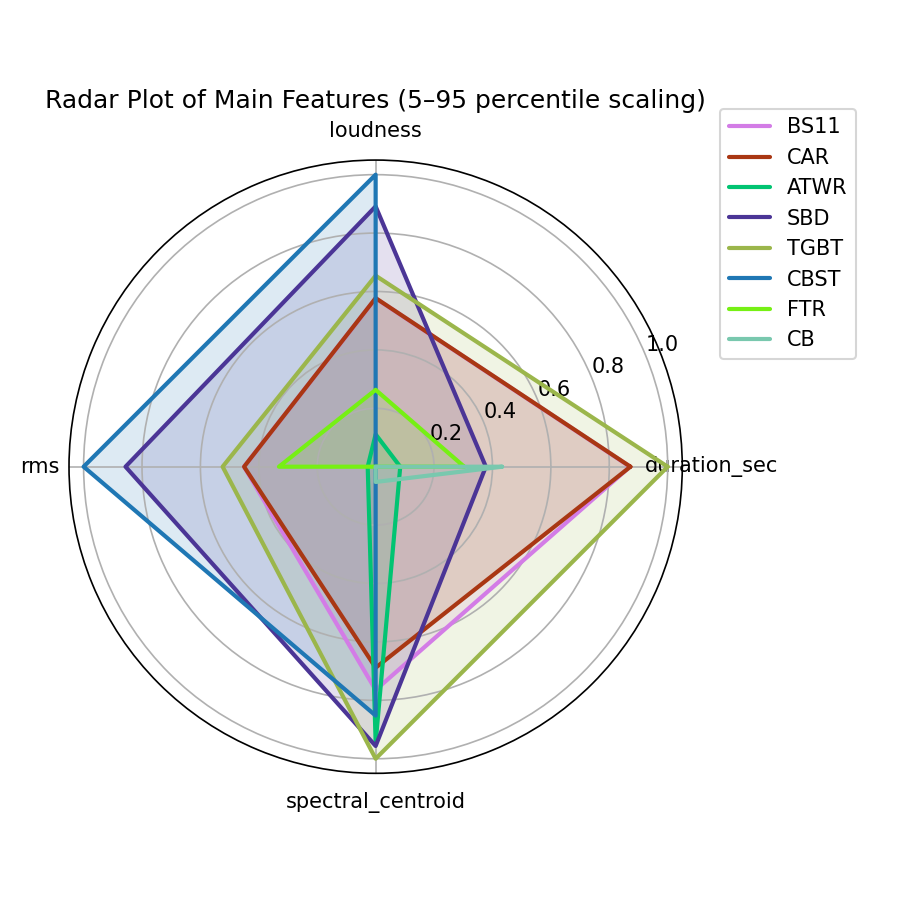 Radar Plot of Main Features (5–95 percentile scaling)
loudness
BS11
CAR
ATWR
SBD
TGBT
CBST
FTR
CB
1.0
0.8
0.6
0.4
0.2
rms
duration_sec
spectral_centroid